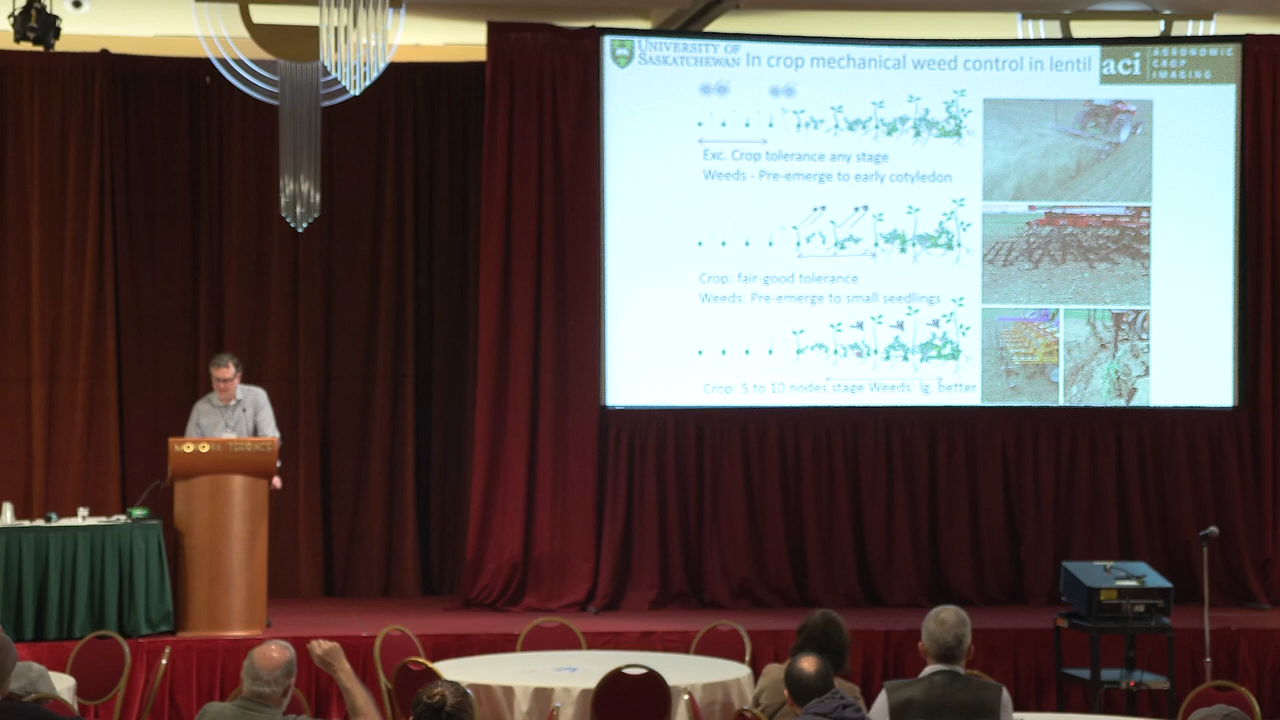 UNIVERSITY OF
SASKATCHEWAN
In crop mechanical weed control in lentil
aci
AGRONOMIC
CROP
IMAGING
Exc. Crop tolerance any stage
Weeds - Pre-emerge to early cotyledon
Crop: fair-good tolerance
Weeds: Pre-emerge to small seedlings
Crop: 5 to 10 nodes stage Weeds: lg. better
TERRACE